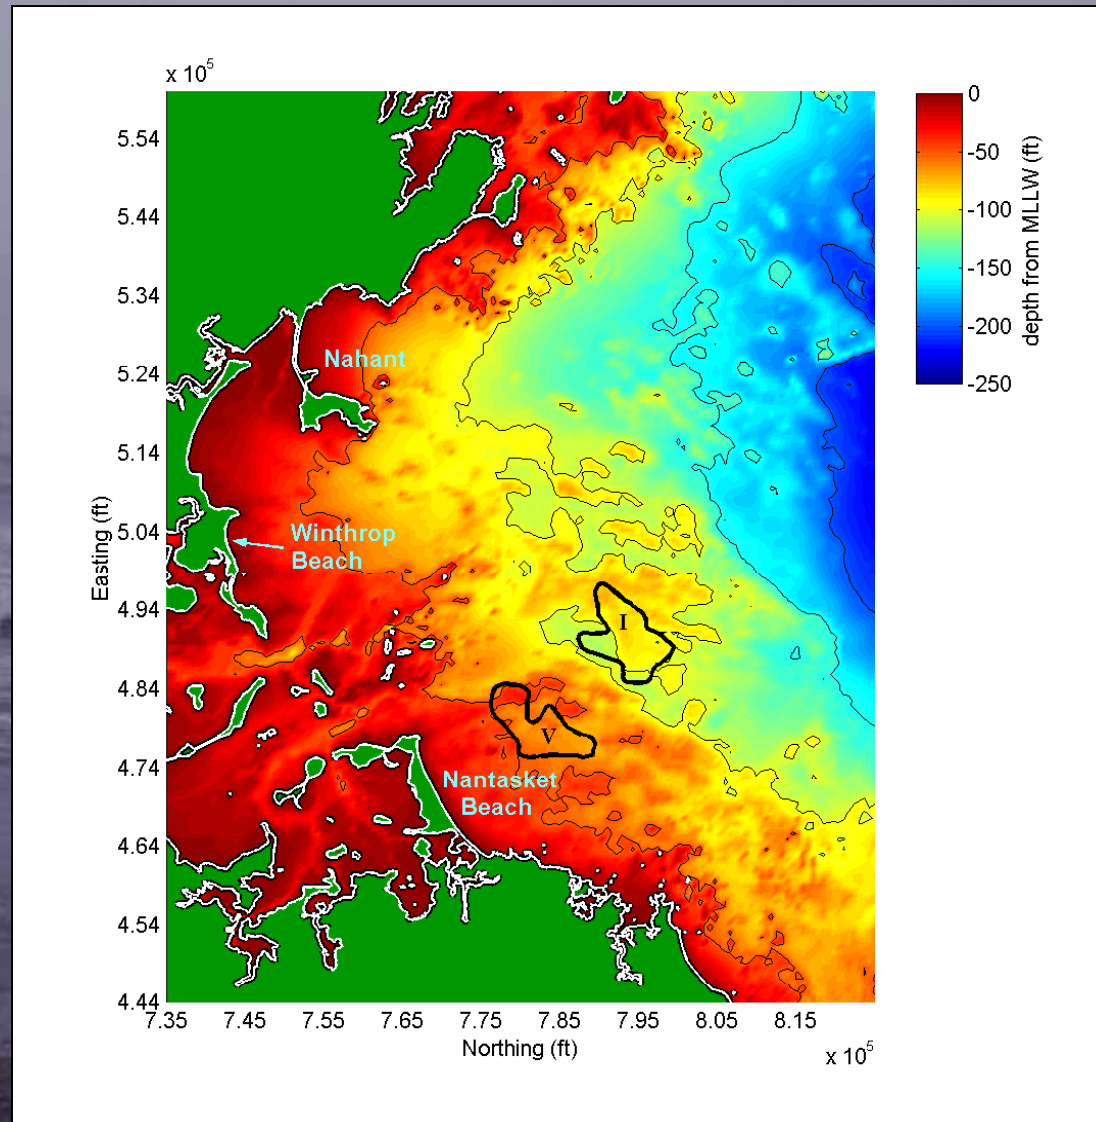 x 10^5
5.54
5.44
5.34
5.24
5.14
5.04
4.94
4.84
4.74
4.64
4.54
4.44
Easting (ft)
7.35 7.45 7.55 7.65 7.75 7.85 7.95 8.05 8.15
Northing (ft)
x 10^5
Nahant
Winthrop
Beach
I
V
Nantasket
Beach
0
-50
-100
-150
-200
-250
depth from MLLW (ft)